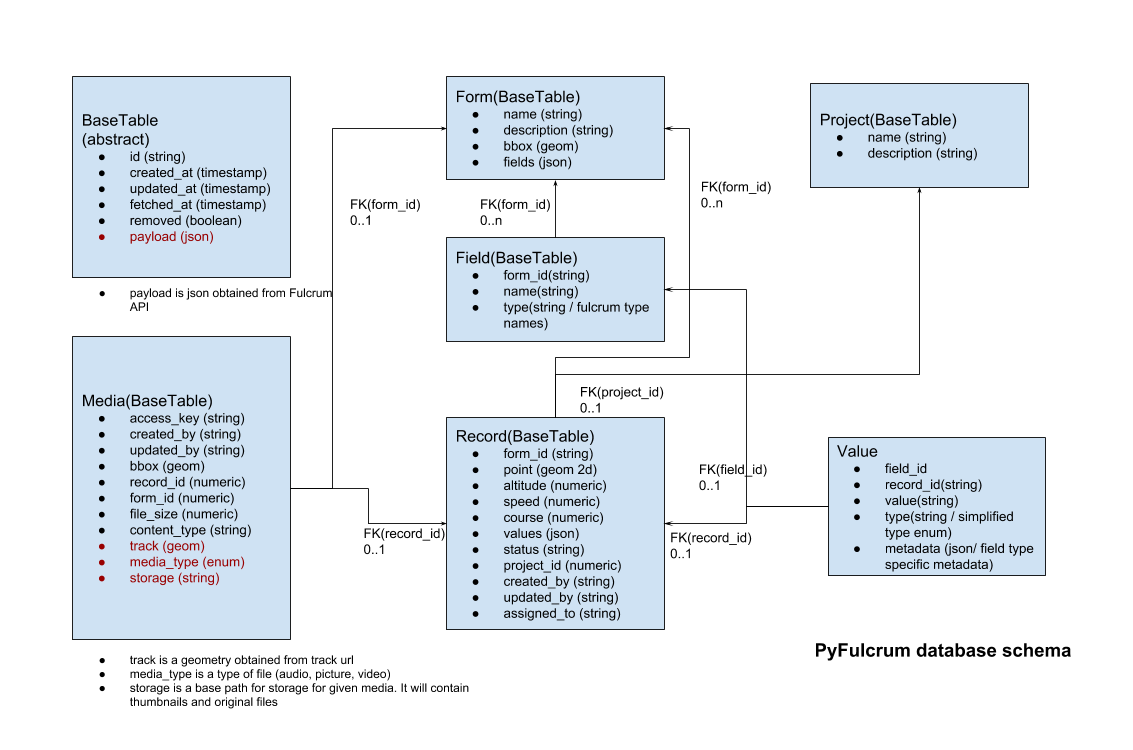 BaseTable
(abstract)
● id (string)
● created_at (timestamp)
● updated_at (timestamp)
● fetched_at (timestamp)
● removed (boolean)
● payload (json)
● payload is json obtained from Fulcrum
API
Media(BaseTable)
● access_key (string)
● created_by (string)
● updated_by (string)
● bbox (geom)
● record_id (numeric)
● form_id (numeric)
● file_size (numeric)
● content_type (string)
● track (geom)
● media_type (enum)
● storage (string)
● track is a geometry obtained from track url
● media_type is a type of file (audio, picture, video)
● storage is a base path for storage for given media. It will contain
thumbnails and original files
FK(form_id)
0..1
FK(record_id)
0..1
Form(BaseTable)
● name (string)
● description (string)
● bbox (geom)
● fields (json)
FK(form_id)
0..n
Field(BaseTable)
● form_id(string)
● name(string)
● type(string / fulcrum type
names)
FK(project_id)
0..1
Record(BaseTable)
● form_id (string)
● point (geom 2d)
● altitude (numeric)
● speed (numeric)
● course (numeric)
● values (json)
● status (string)
● project_id (numeric)
● created_by (string)
● updated_by (string)
● assigned_to (string)
FK(form_id)
0..n
FK(field_id)
0..1
FK(record_id)
0..1
Project(BaseTable)
● name (string)
● description (string)
Value
● field_id
● record_id(string)
● value(string)
● type(string / simplified
type enum)
● metadata (json/ field type
specific metadata)
PyFulcrum database schema